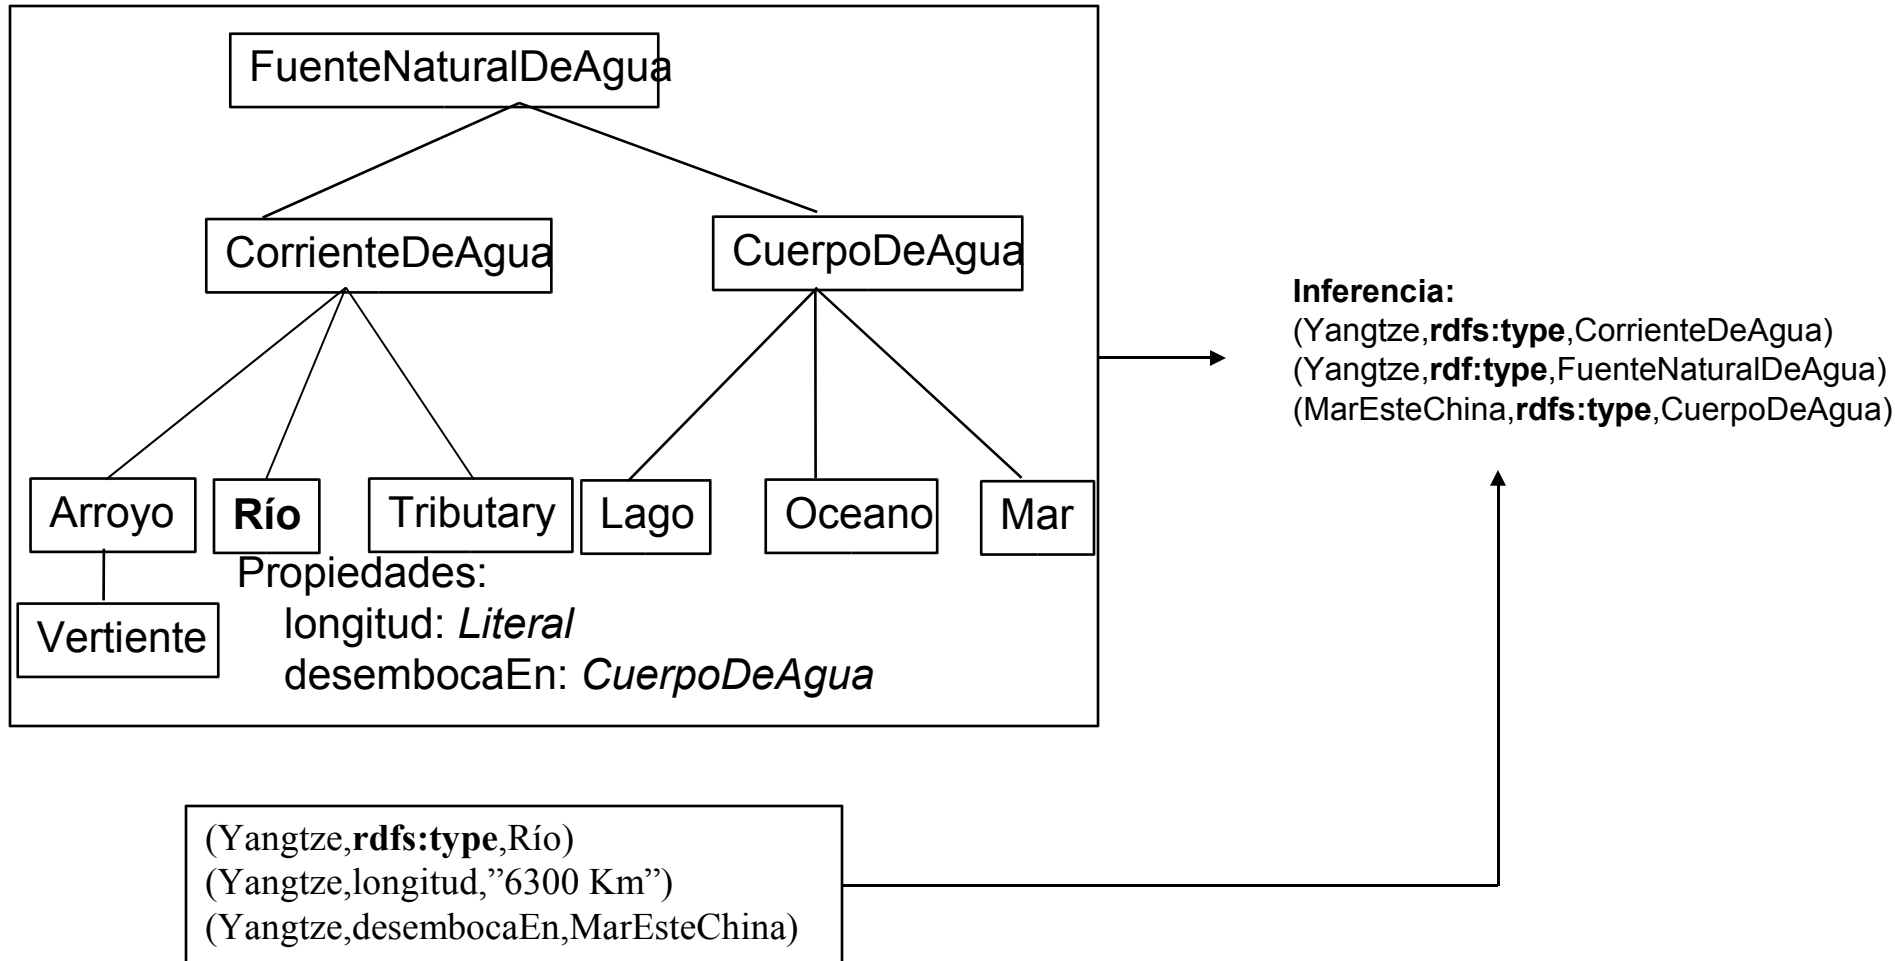 FuenteNaturalDeAgua
CorrienteDeAgua
CuerpoDeAgua
Arroyo
Río
Tributary
Lago
Oceano
Mar
Vertiente
Propiedades:
longitud: Literal
desembocaEn: CuerpoDeAgua
Inferencia:
(Yangtze,rdfs:type,CorrienteDeAgua)
(Yangtze,rdf:type,FuenteNaturalDeAgua)
(MarEsteChina,rdfs:type,CuerpoDeAgua)
(Yangtze,rdfs:type,Río)
(Yangtze,longitud,”6300 Km”)
(Yangtze,desembocaEn,MarEsteChina)